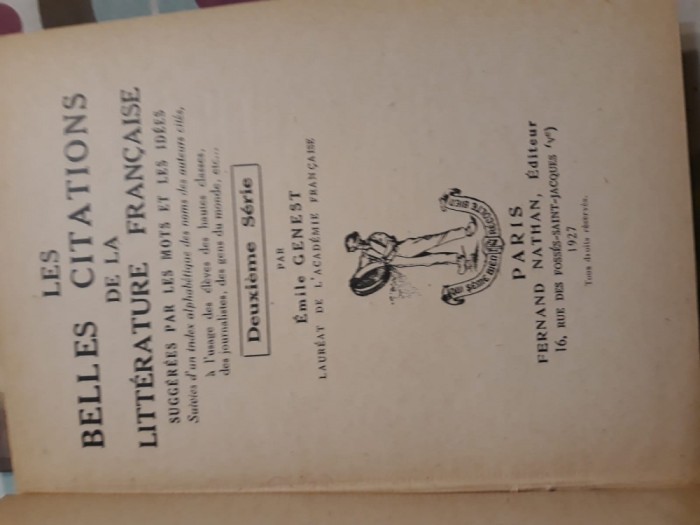 LES
BELLES CITATIONS
DE LA
LITTÉRATURE FRANÇAISE
SUGGÉRÉES PAR LES MOTS ET LES IDÉES
Suivies d'un index alphabétique des noms des auteurs cités,
à l'usage des élèves des hautes classes,
des journalistes, des gens du monde, etc...
Deuxième Série
PAR
Émile GENEST
LAURÉAT DE L'ACADÉMIE FRANÇAISE
QUI SÈME BIEN RÉCOLTE BIEN
PARIS
FERNAND NATHAN, Éditeur
16, RUE DES FOSSÉS-SAINT-JACQUES (Vᵉ)
1927
Tous droits réservés.